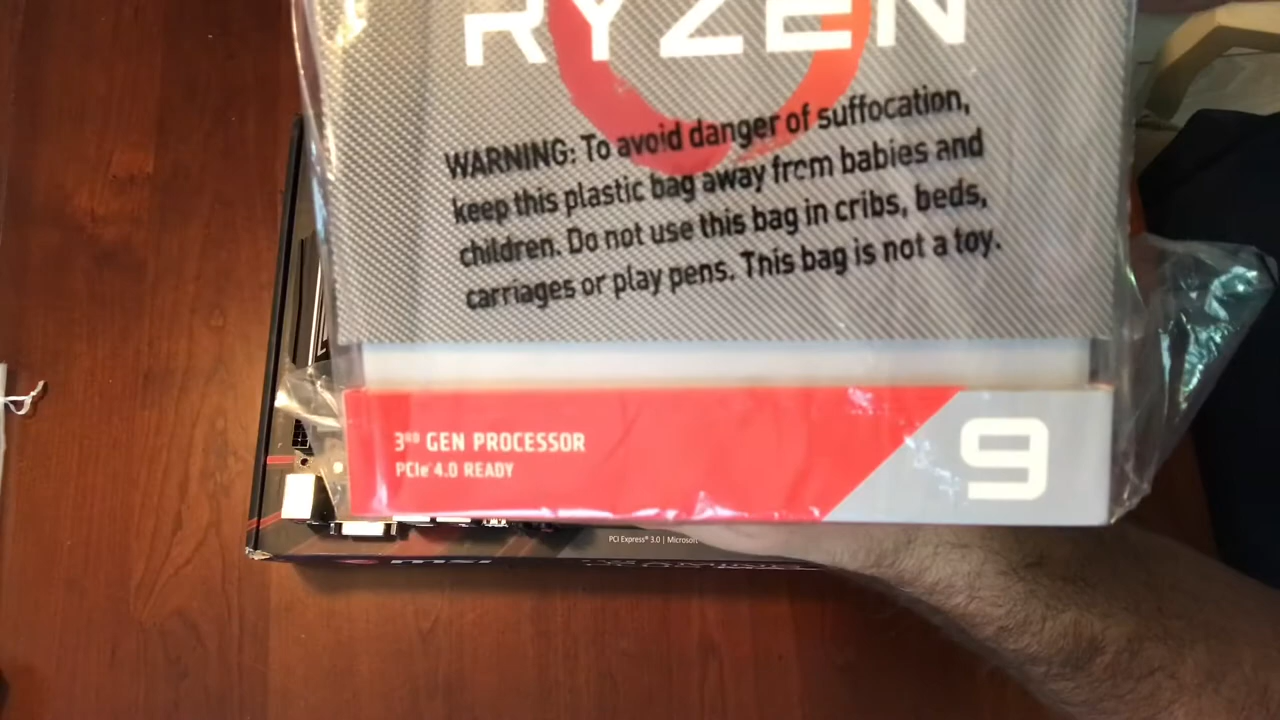 RYZEN
WARNING: To avoid danger of suffocation,
keep this plastic bag away from babies and
children. Do not use this bag in cribs, beds,
carriages or play pens. This bag is not a toy.
3RD GEN PROCESSOR
PCIe 4.0 READY
9
PCI Express® 3.0 | Microsoft
msi